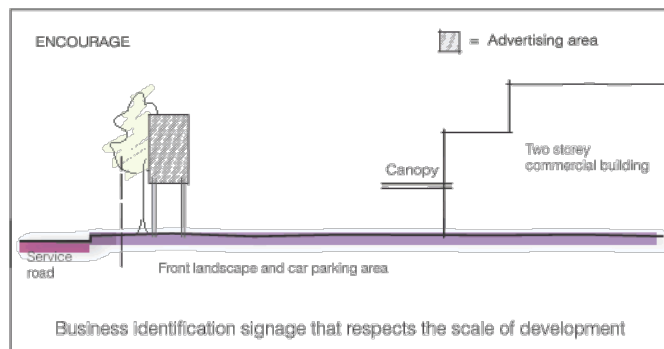 ENCOURAGE
= Advertising area
Two storey
commercial building
Canopy
Service
road
Front landscape and car parking area
Business identification signage that respects the scale of development